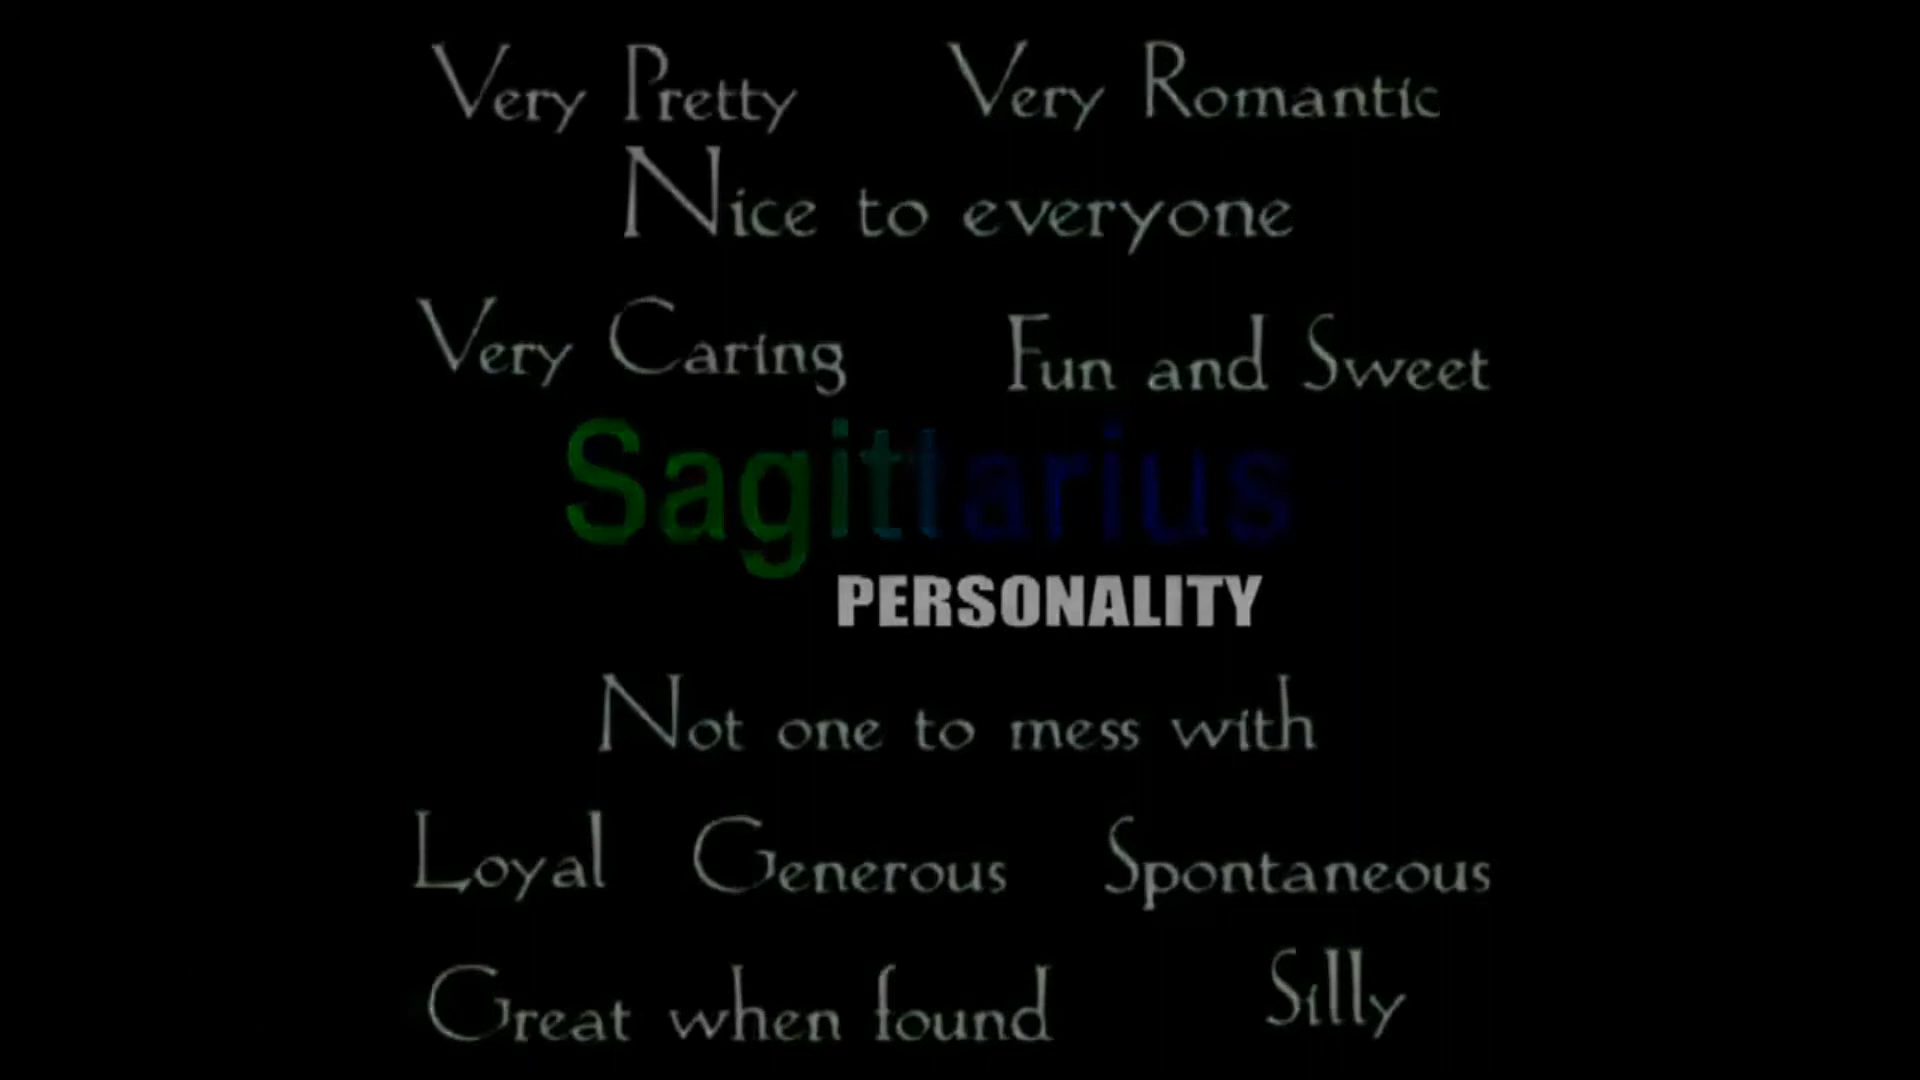 Very Pretty Very Romantic
Nice to everyone
Very Caring Fun and Sweet
Sagittarius
PERSONALITY
Not one to mess with
Loyal Generous Spontaneous
Great when found Silly